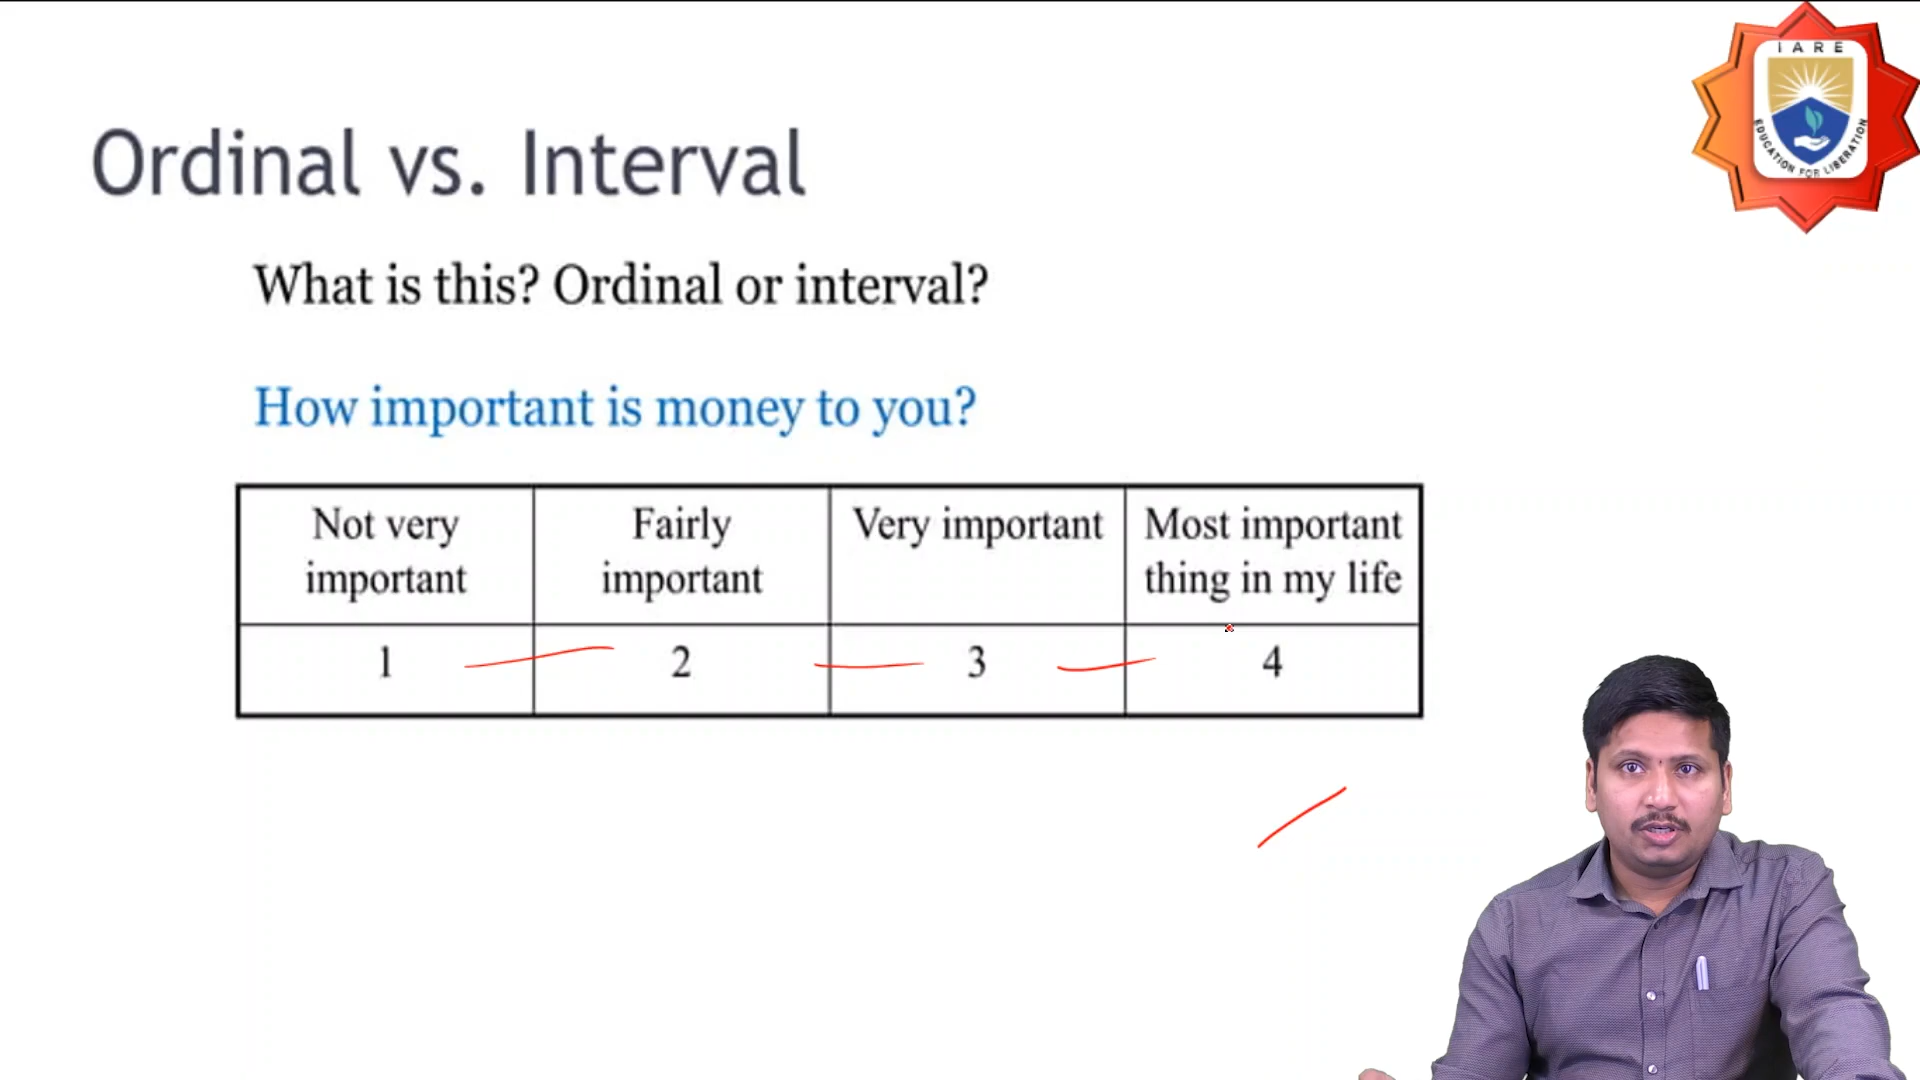 I A R E
EDUCATION FOR LIBERATION
Ordinal vs. Interval
What is this? Ordinal or interval?
How important is money to you?
Not very important
Fairly important
Very important
Most important thing in my life
1
2
3
4